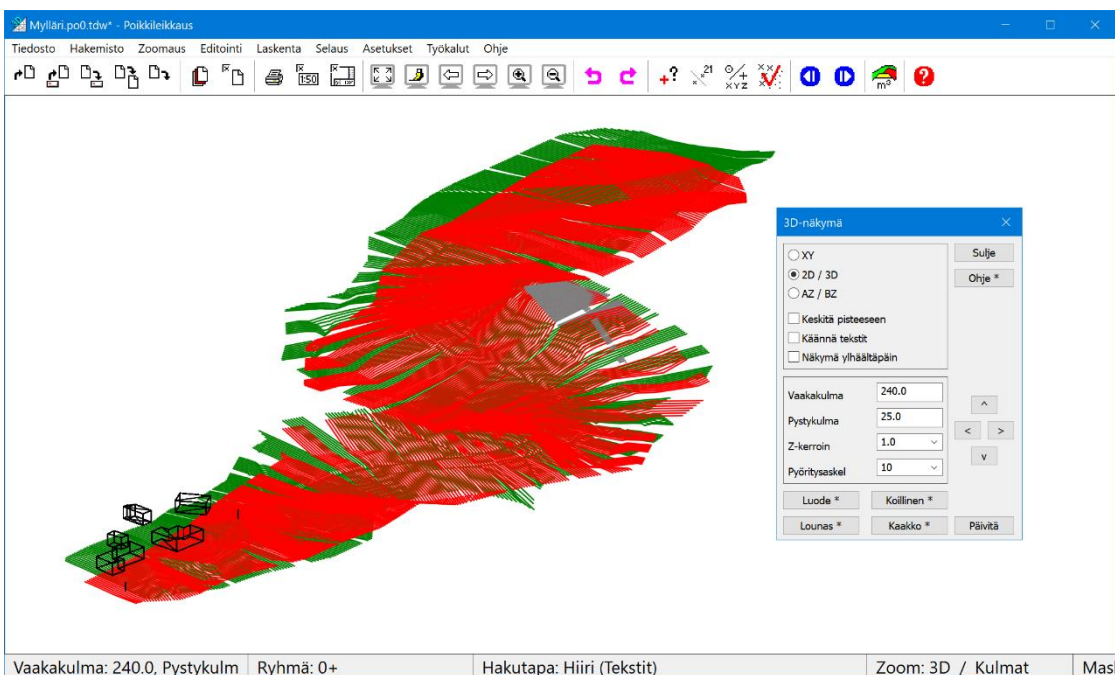 Mylläri.po0.tdw* - Poikkileikkaus
Tiedosto Hakemisto Zoomaus Editointi Laskenta Selaus Asetukset Työkalut Ohje
1:50
+? 21 XYZ m³ ?
3D-näkymä
XY
Sulje
2D / 3D
Ohje *
AZ / BZ
Keskitä pisteeseen
Käännä tekstit
Näkymä ylhäältäpäin
Vaakakulma 240.0
Pystykulma 25.0
Z-kerroin 1.0
Pyöritysaskel 10
^
< >
v
Luode * Koillinen *
Lounas * Kaakko * Päivitä
Vaakakulma: 240.0, Pystykulm Ryhmä: 0+ Hakutapa: Hiiri (Tekstit) Zoom: 3D / Kulmat Mas